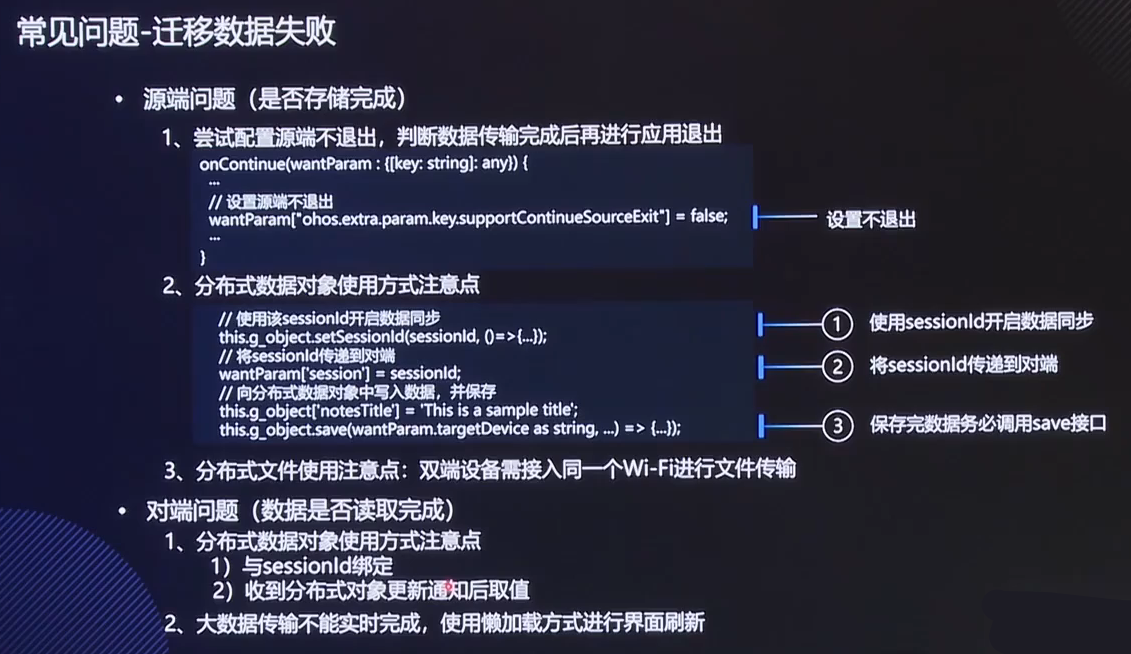 常见问题-迁移数据失败
• 源端问题（是否存储完成）
1、尝试配置源端不退出，判断数据传输完成后再进行应用退出
onContinue(wantParam : {[key: string]: any}) {
...
// 设置源端不退出
wantParam["ohos.extra.param.key.supportContinueSourceExit"] = false;
...
}
设置不退出
2、分布式数据对象使用方式注意点
// 使用该sessionId开启数据同步
this.g_object.setSessionId(sessionId, ()=>{...});
// 将sessionId传递到对端
wantParam['session'] = sessionId;
// 向分布式数据对象中写入数据，并保存
this.g_object['notesTitle'] = 'This is a sample title';
this.g_object.save(wantParam.targetDevice as string, ...) => {...});
① 使用sessionId开启数据同步
② 将sessionId传递到对端
③ 保存完数据务必调用save接口
3、分布式文件使用注意点：双端设备需接入同一个Wi-Fi进行文件传输
• 对端问题（数据是否读取完成）
1、分布式数据对象使用方式注意点
1）与sessionId绑定
2）收到分布式对象更新通知后取值
2、大数据传输不能实时完成，使用懒加载方式进行界面刷新